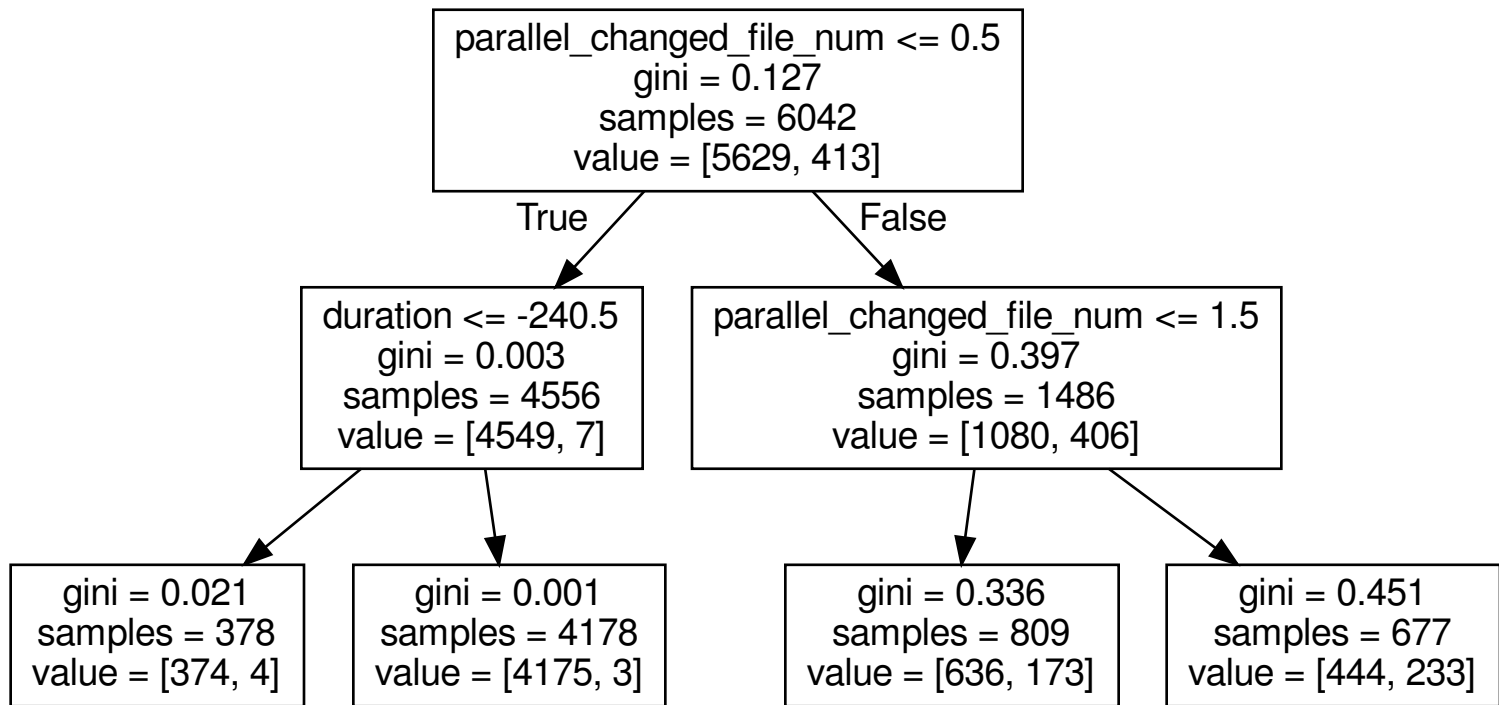 parallel_changed_file_num <= 0.5
gini = 0.127
samples = 6042
value = [5629, 413]
True
False
duration <= -240.5
gini = 0.003
samples = 4556
value = [4549, 7]
parallel_changed_file_num <= 1.5
gini = 0.397
samples = 1486
value = [1080, 406]
gini = 0.021
samples = 378
value = [374, 4]
gini = 0.001
samples = 4178
value = [4175, 3]
gini = 0.336
samples = 809
value = [636, 173]
gini = 0.451
samples = 677
value = [444, 233]